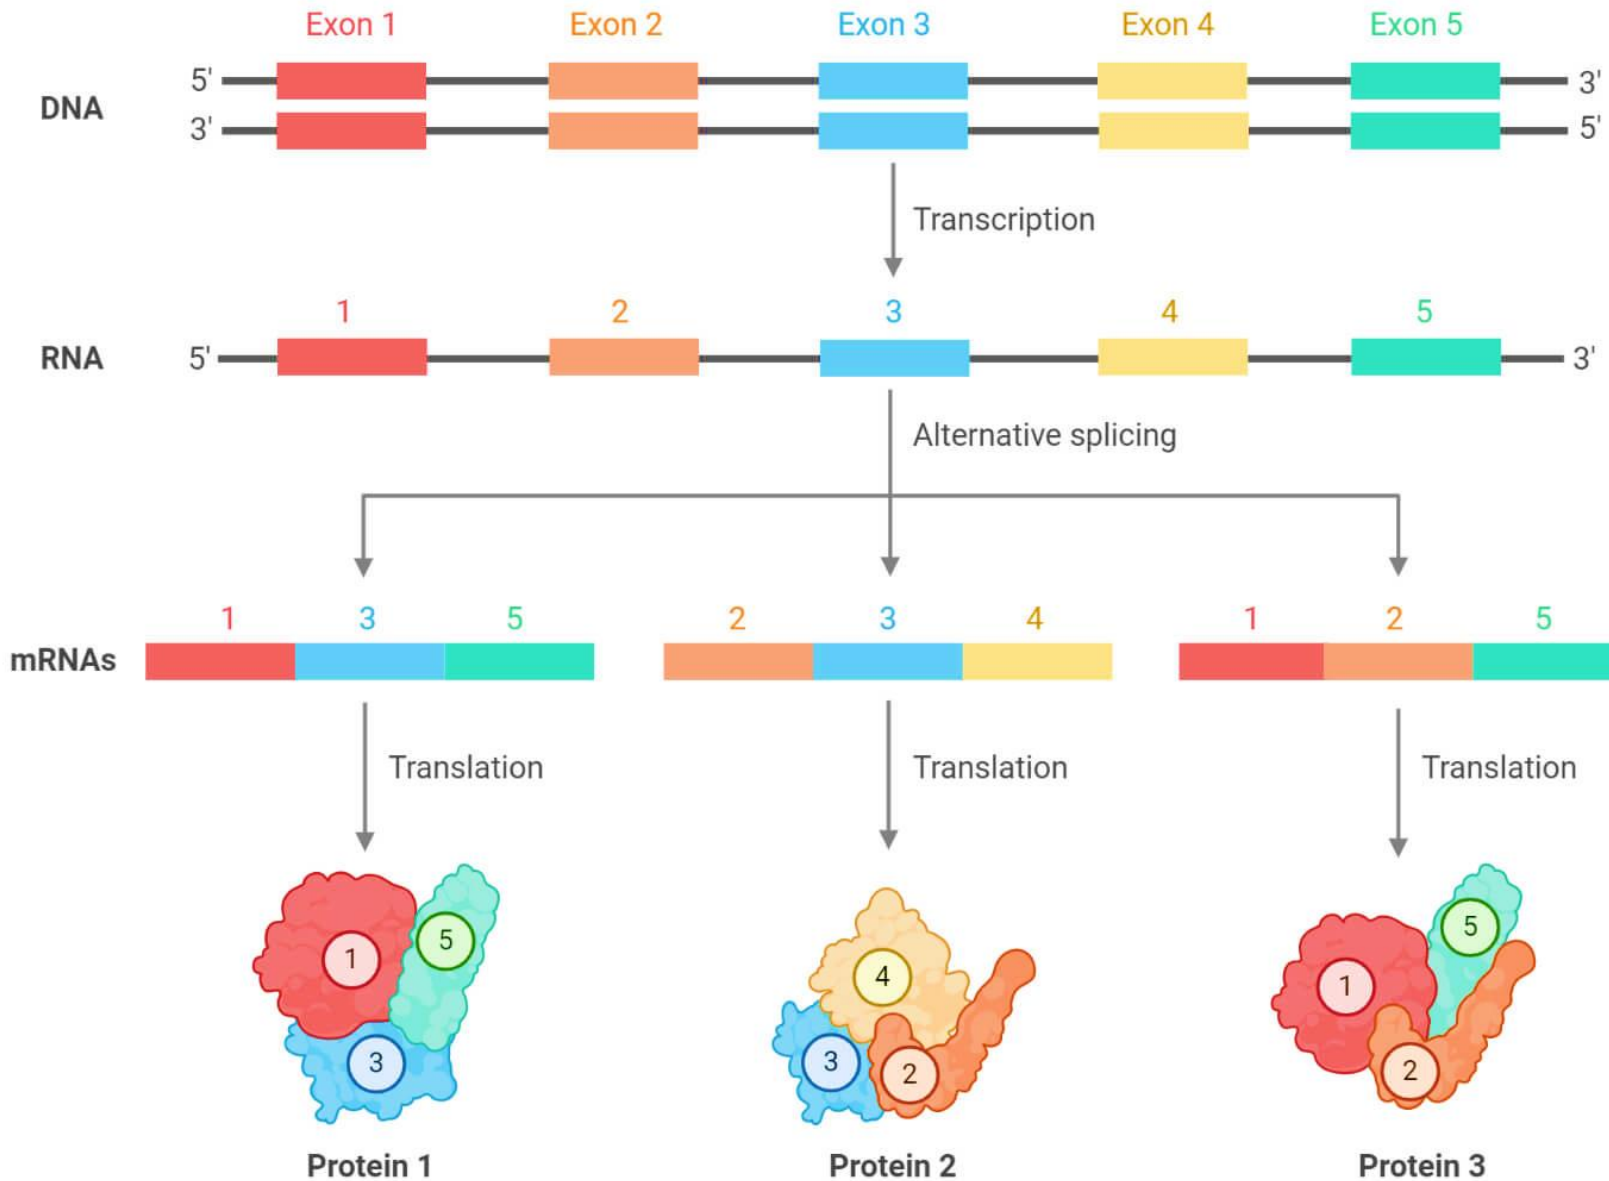 Exon 1 Exon 2 Exon 3 Exon 4 Exon 5
5' 3'
DNA
3' 5'
Transcription
1 2 3 4 5
RNA 5' 3'
Alternative splicing
1 3 5 2 3 4 1 2 5
mRNAs
Translation Translation Translation
1 5 3
4 3 2
5 1 2
Protein 1 Protein 2 Protein 3